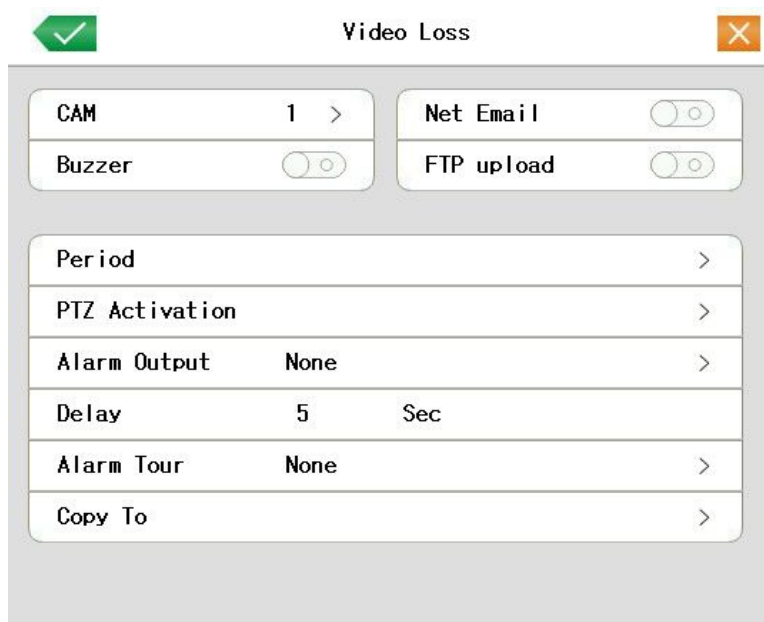 Video Loss
CAM 1 >
Buzzer
Net Email
FTP upload
Period >
PTZ Activation >
Alarm Output None >
Delay 5 Sec
Alarm Tour None >
Copy To >